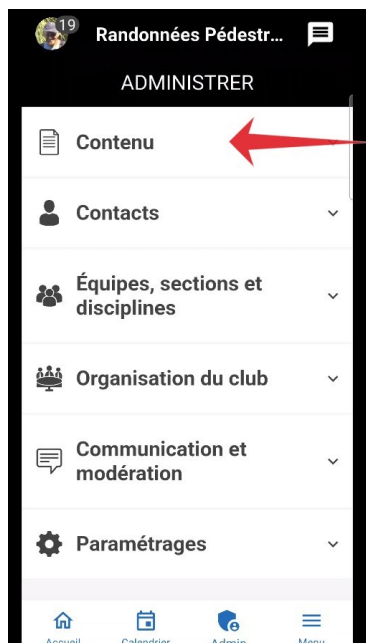 19
Randonnées Pédestr...
ADMINISTRER
Contenu
Contacts
Équipes, sections et
disciplines
Organisation du club
Communication et
modération
Paramétrages
Accueil Calendrier Admin Menu